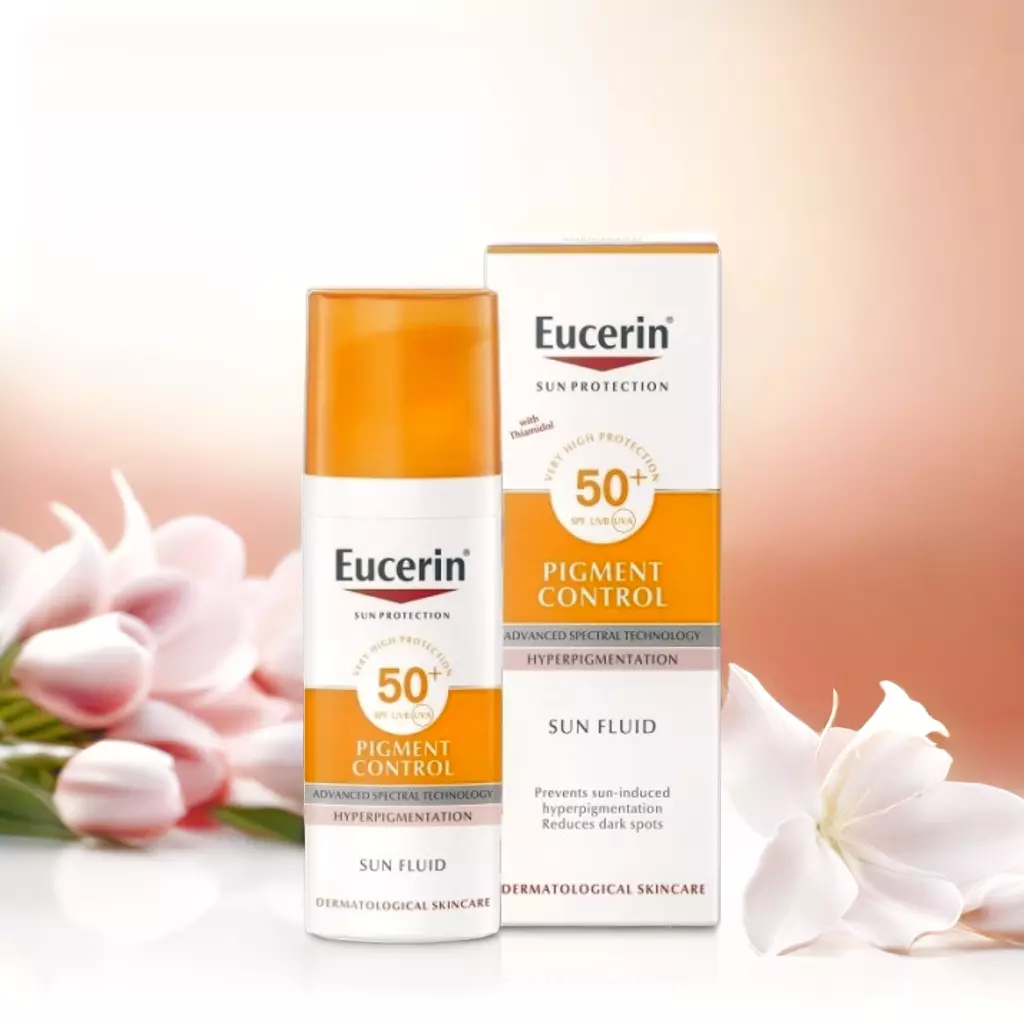 Eucerin®
SUN PROTECTION
VERY HIGH PROTECTION
50+
SPF UVB UVA
PIGMENT
CONTROL
ADVANCED SPECTRAL TECHNOLOGY
HYPERPIGMENTATION
SUN FLUID
DERMATOLOGICAL SKINCARE
Eucerin®
SUN PROTECTION
with
Thiamidol
VERY HIGH PROTECTION
50+
SPF UVB UVA
PIGMENT
CONTROL
ADVANCED SPECTRAL TECHNOLOGY
HYPERPIGMENTATION
SUN FLUID
Prevents sun-induced
hyperpigmentation
Reduces dark spots
DERMATOLOGICAL SKINCARE